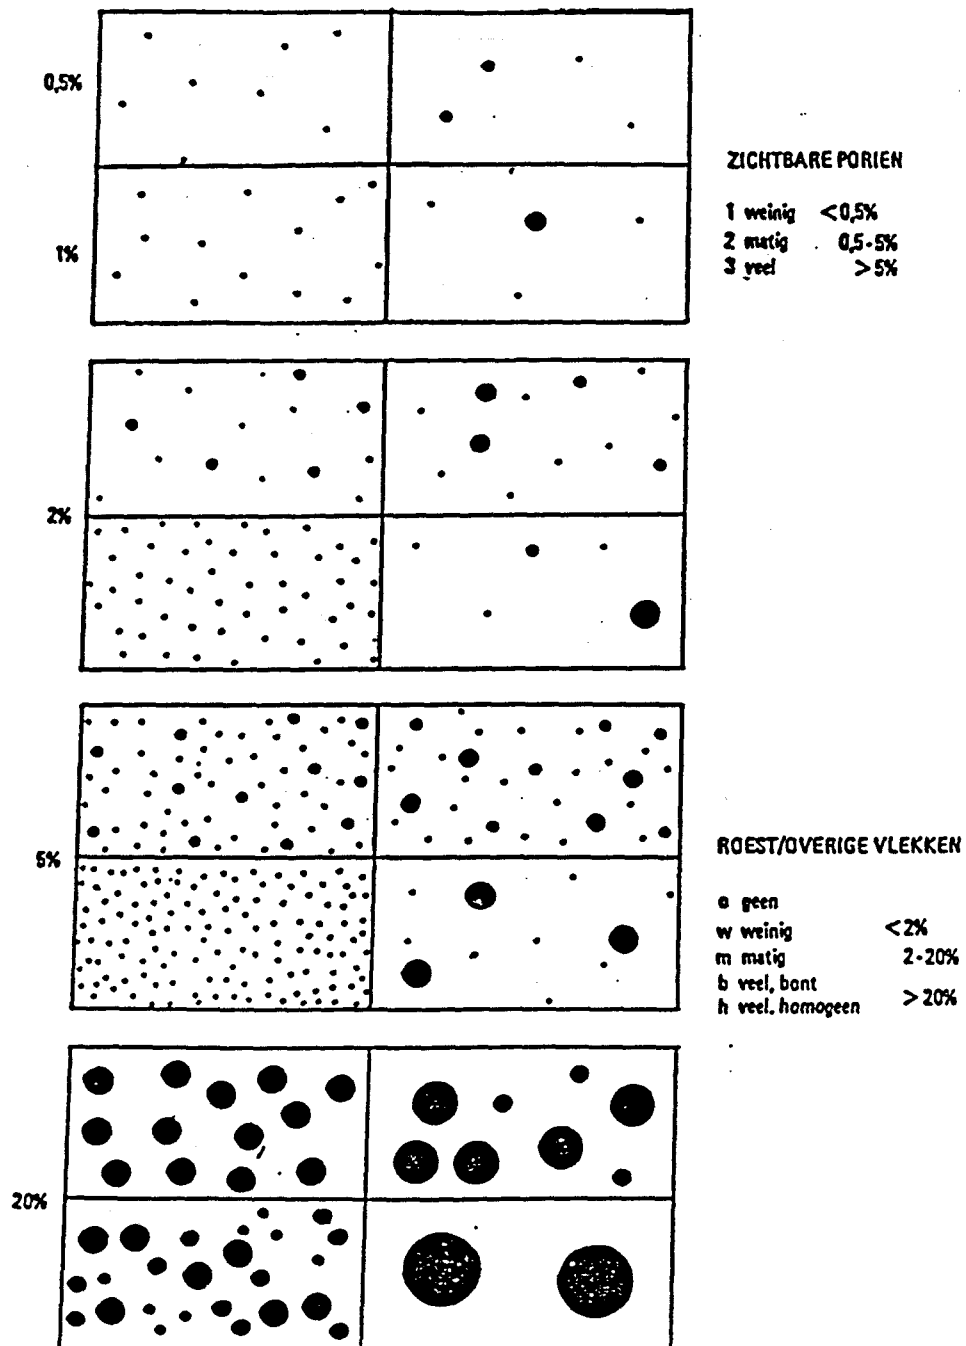 0,5%
ZICHTBARE PORIEN
1 weinig <0,5%
2 matig 0,5-5%
3 veel >5%
1%
2%
5%
ROEST/OVERIGE VLEKKEN
a geen
w weinig <2%
m matig 2-20%
b veel, bont
h veel, homogeen >20%
20%